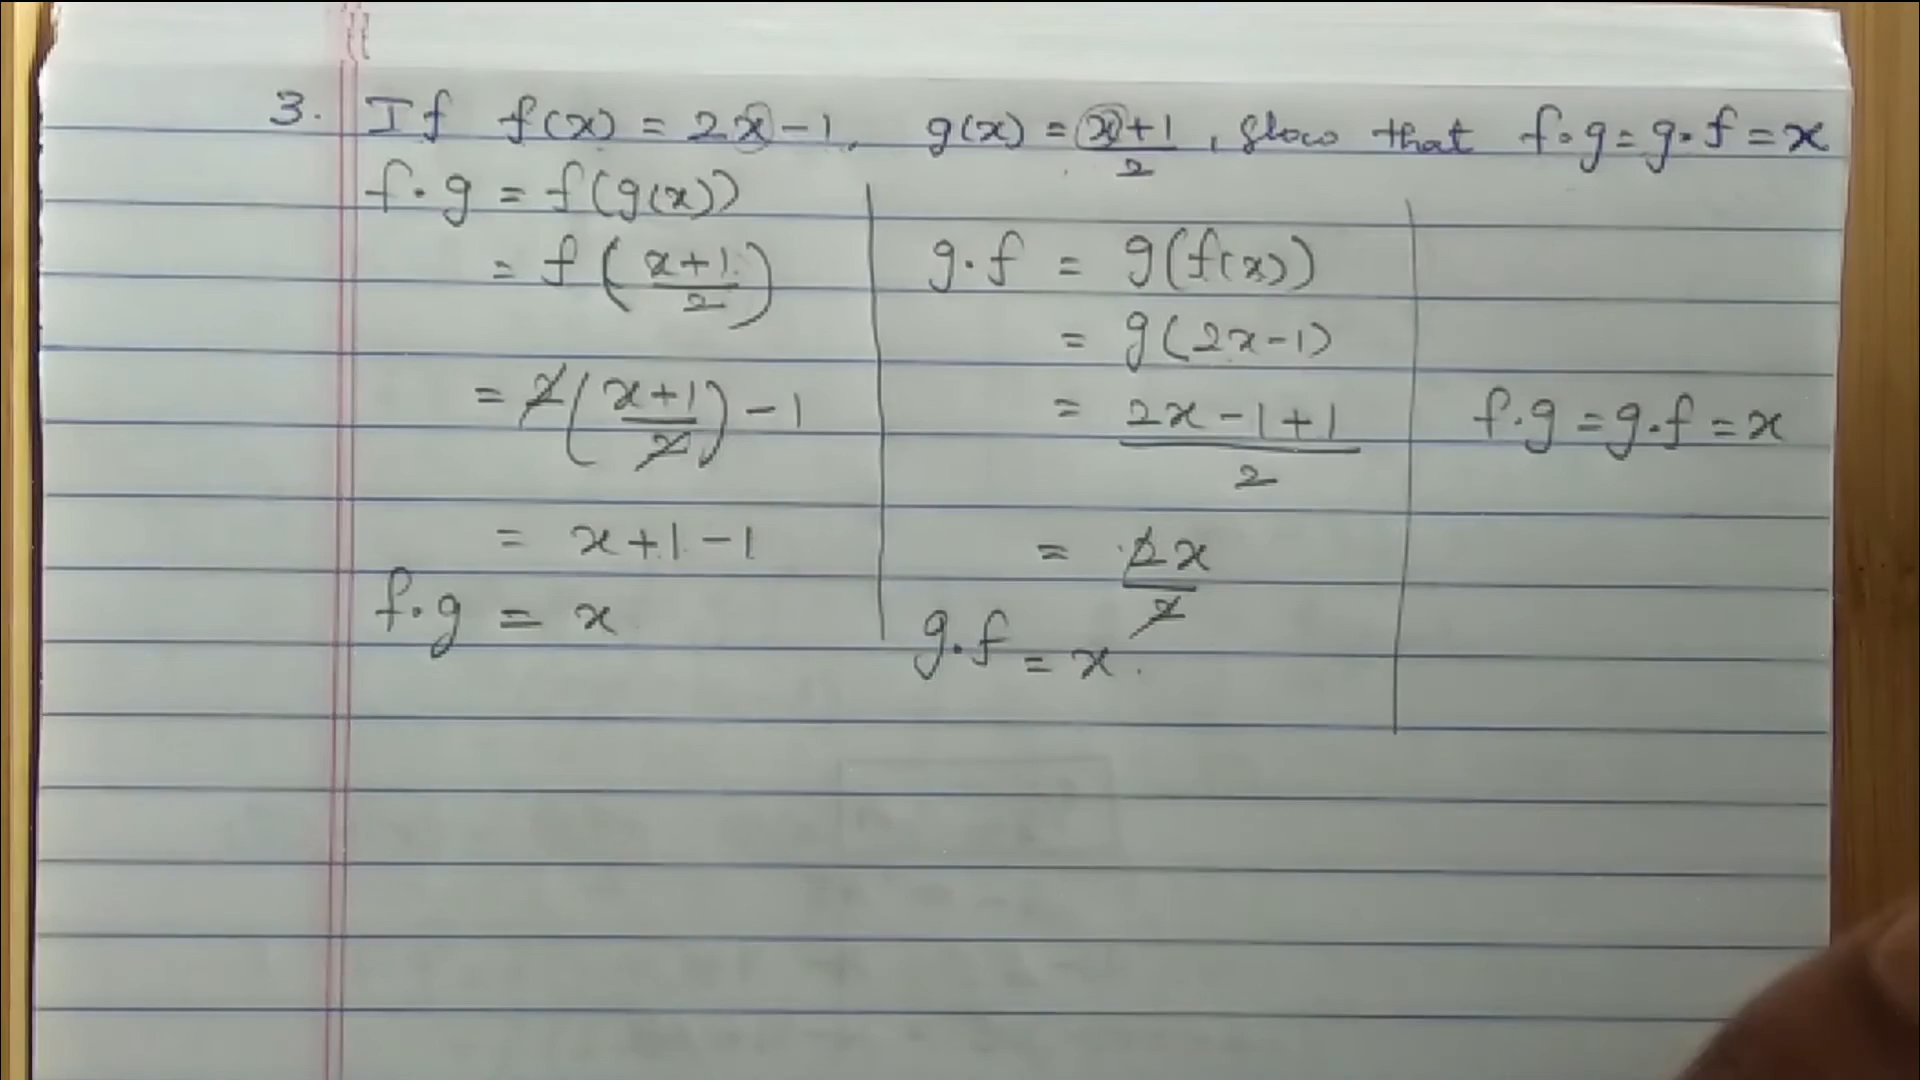 3. If f(x) = 2x-1, g(x) = (x+1)/2, show that f∘g = g∘f = x
f∘g = f(g(x))
= f((x+1)/2)
= 2((x+1)/2) - 1
= x+1-1
f∘g = x
g∘f = g(f(x))
= g(2x-1)
= (2x-1+1)/2
= 2x/2
g∘f = x.
f∘g = g∘f = x